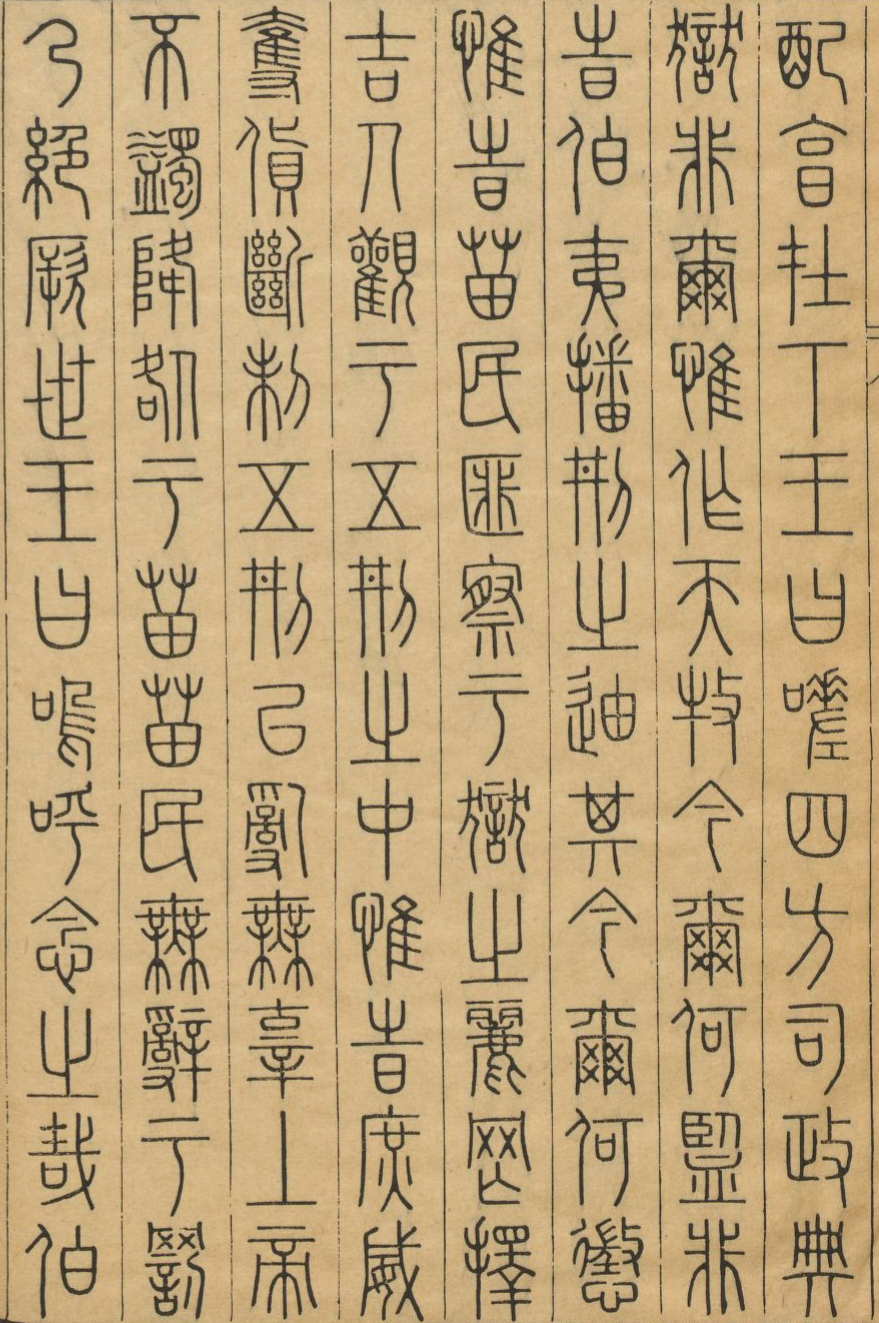 配享在下王曰嗟四方司政典
獄非爾惟作天牧今爾何監非
時伯夷播刑之迪其今爾何懲
惟時苗民匪察于獄之麗罔擇
吉人觀于五刑之中惟時庶威
奪貨斷制五刑以亂無辜上帝
不蠲降咎于苗苗民無辭于罰
乃絕厥世王曰嗚呼念之哉伯